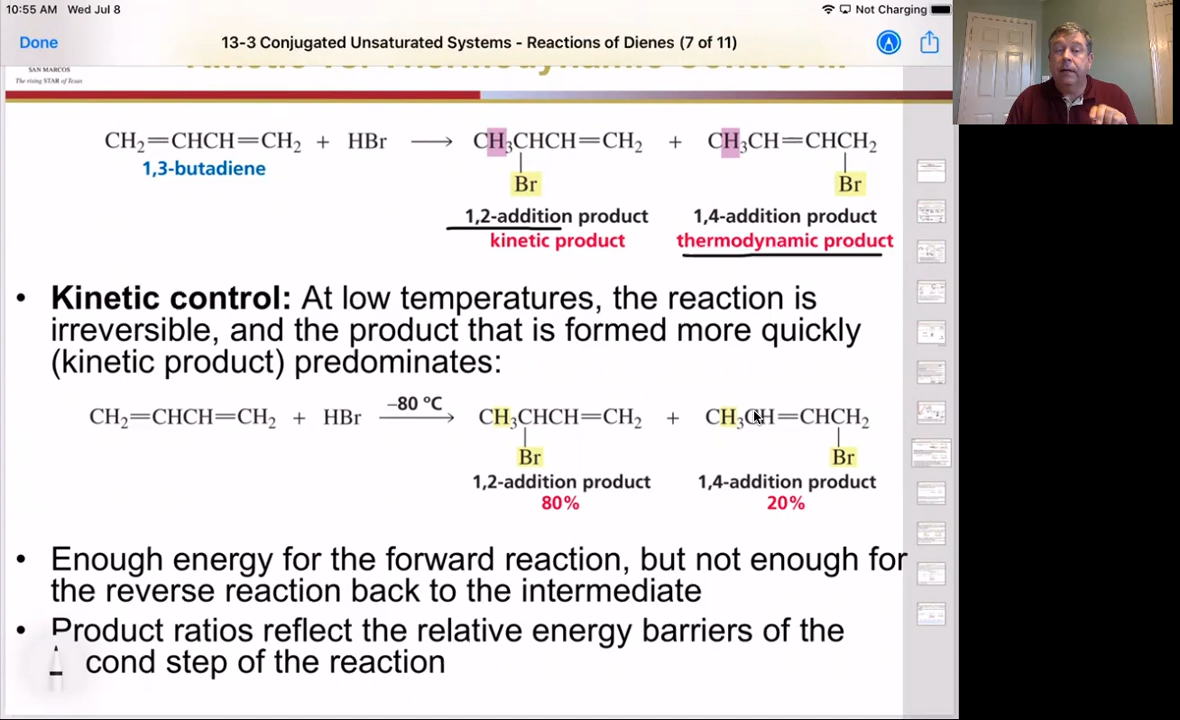 10:55 AM Wed Jul 8
Not Charging
Done
13-3 Conjugated Unsaturated Systems - Reactions of Dienes (7 of 11)
SAN MARCOS
The rising STAR of Texas
CH₂=CHCH=CH₂ + HBr ⟶ CH₃CHCH=CH₂ + CH₃CH=CHCH₂
Br Br
1,3-butadiene
1,2-addition product 1,4-addition product
kinetic product thermodynamic product
• Kinetic control: At low temperatures, the reaction is
irreversible, and the product that is formed more quickly
(kinetic product) predominates:
–80 °C
CH₂=CHCH=CH₂ + HBr ⟶ CH₃CHCH=CH₂ + CH₃CH=CHCH₂
Br Br
1,2-addition product 1,4-addition product
80% 20%
• Enough energy for the forward reaction, but not enough for
the reverse reaction back to the intermediate
• Product ratios reflect the relative energy barriers of the
cond step of the reaction